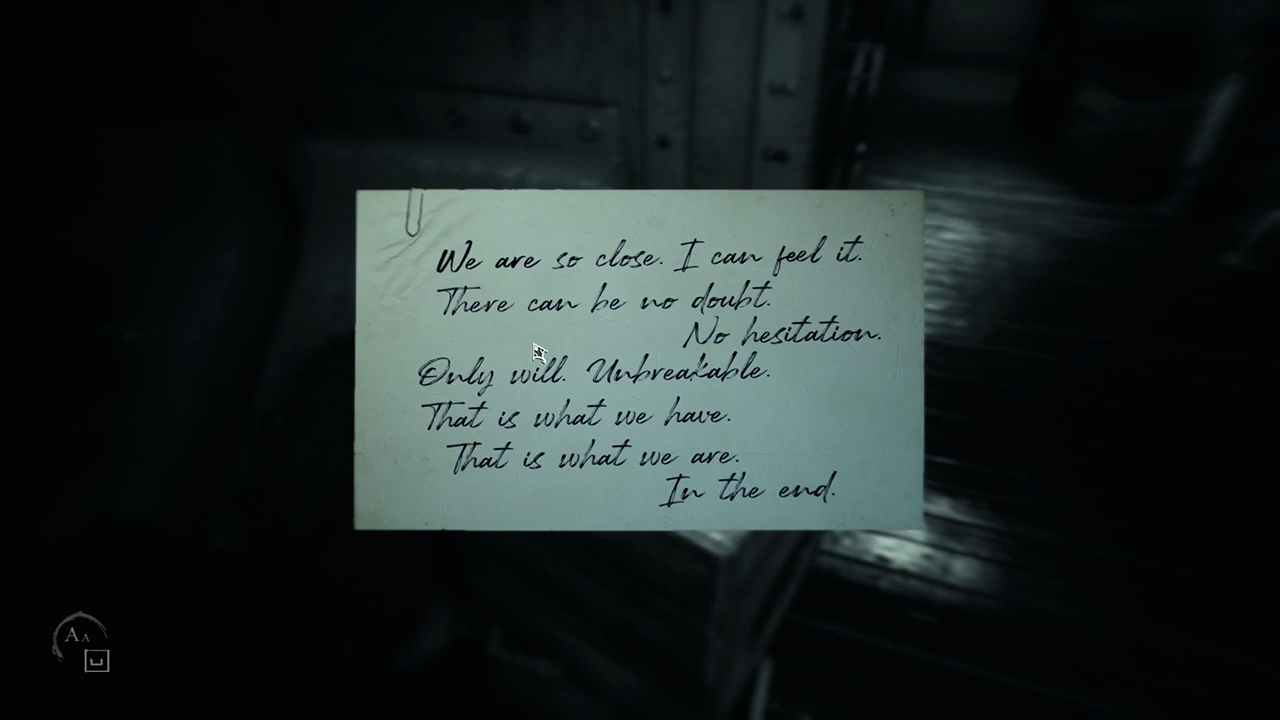 We are so close. I can feel it.
There can be no doubt.
No hesitation.
Only will. Unbreakable.
That is what we have.
That is what we are.
In the end.
AA